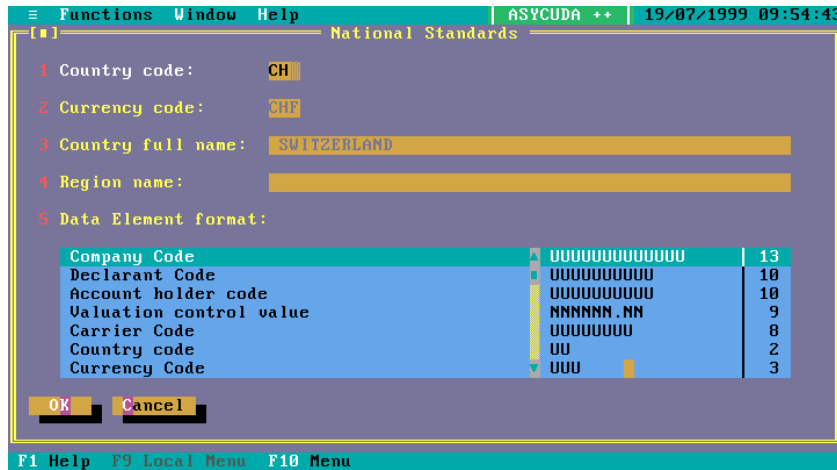 ≡ Functions Window Help ASYCUDA ++ 19/07/1999 09:54:43
[■] National Standards
1 Country code: CH
2 Currency code: CHF
3 Country full name: SWITZERLAND
4 Region name:
5 Data Element format:
Company Code UUUUUUUUUUUUU 13
Declarant Code UUUUUUUUUU 10
Account holder code UUUUUUUUUU 10
Valuation control value NNNNNN.NN 9
Carrier Code UUUUUUUU 8
Country code UU 2
Currency Code UUU 3
OK Cancel
F1 Help F9 Local Menu F10 Menu